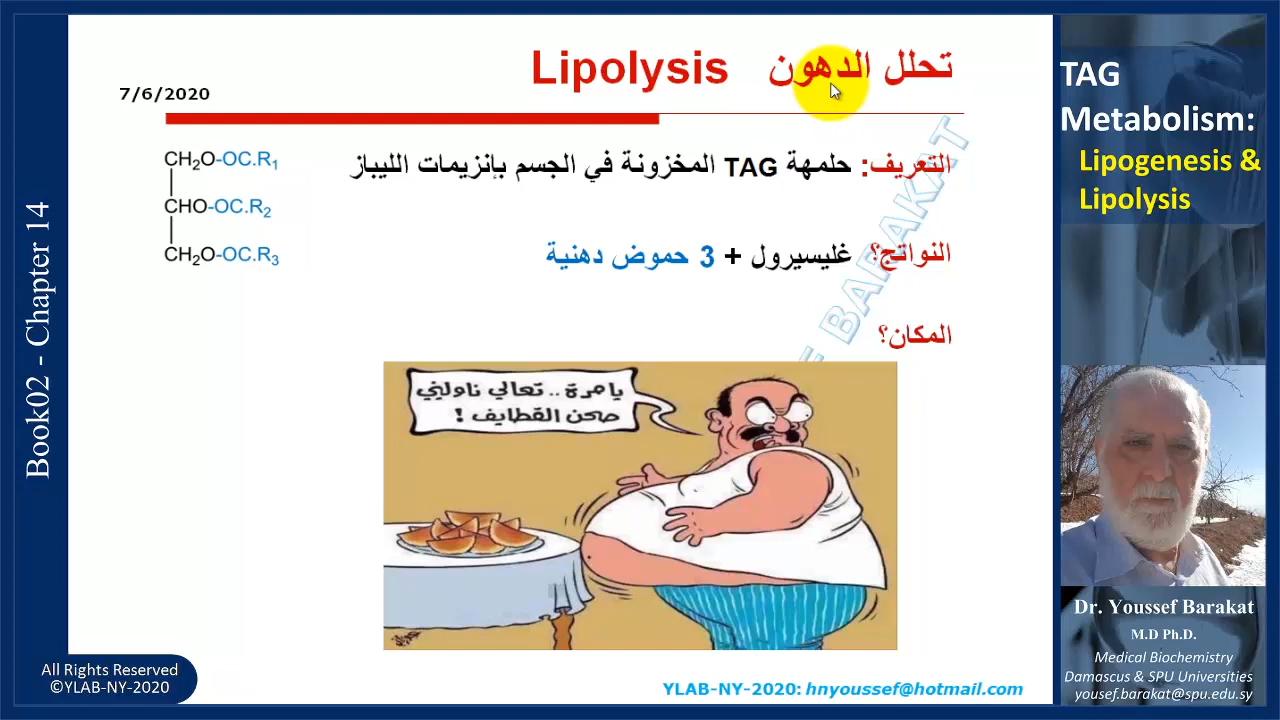 تحلل الدهون Lipolysis
7/6/2020
CH2O-OC.R1
CHO-OC.R2
CH2O-OC.R3
التعريف: حلمهة TAG المخزونة في الجسم بإنزيمات الليباز
النواتج؟ غليسيرول + 3 حموض دهنية
المكان؟
يا مرة .. تعالي ناوليني
صحن القطايف !
F BARAKAT
Book02 - Chapter 14
All Rights Reserved
©YLAB-NY-2020
YLAB-NY-2020: hnyoussef@hotmail.com
TAG
Metabolism:
Lipogenesis &
Lipolysis
Dr. Youssef Barakat
M.D Ph.D.
Medical Biochemistry
Damascus & SPU Universities
yousef.barakat@spu.edu.sy